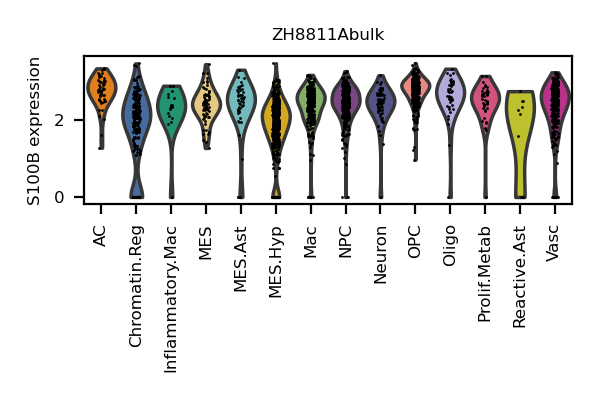 ZH8811Abulk
S100B expression
2
0
AC
Chromatin.Reg
Inflammatory.Mac
MES
MES.Ast
MES.Hyp
Mac
NPC
Neuron
OPC
Oligo
Prolif.Metab
Reactive.Ast
Vasc